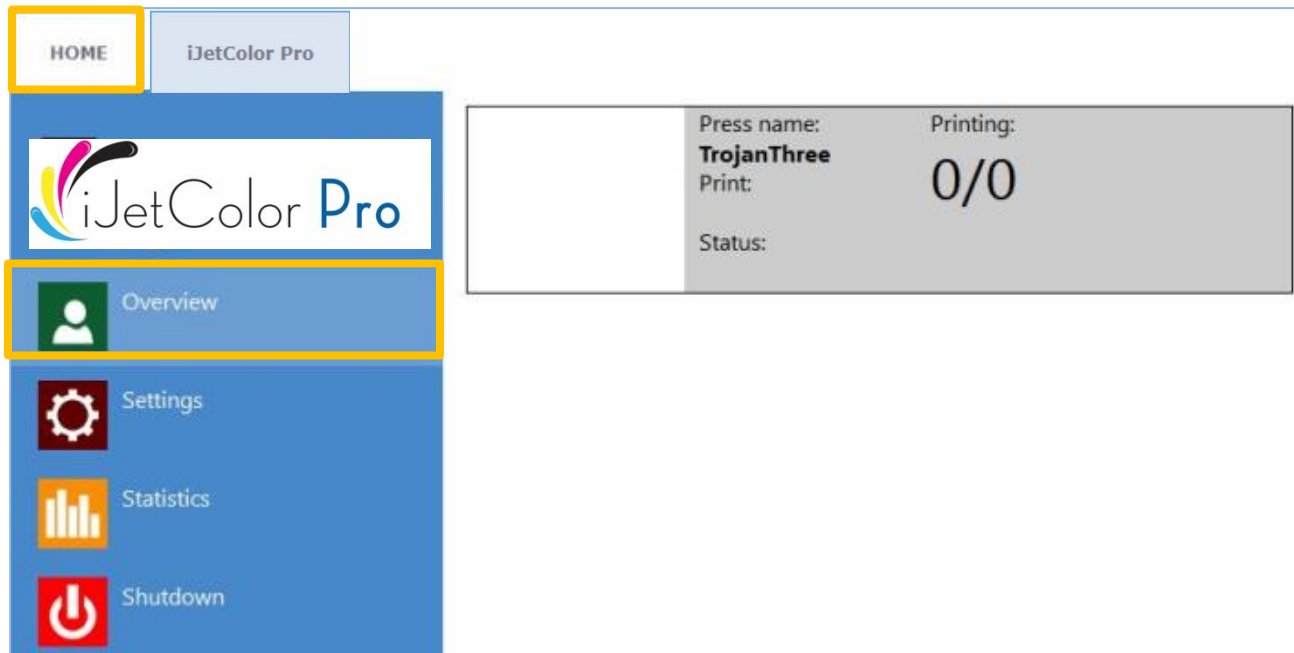 HOME
iJetColor Pro
iJetColor Pro
Overview
Settings
Statistics
Shutdown
Press name:
TrojanThree
Print:
Status:
Printing:
0/0